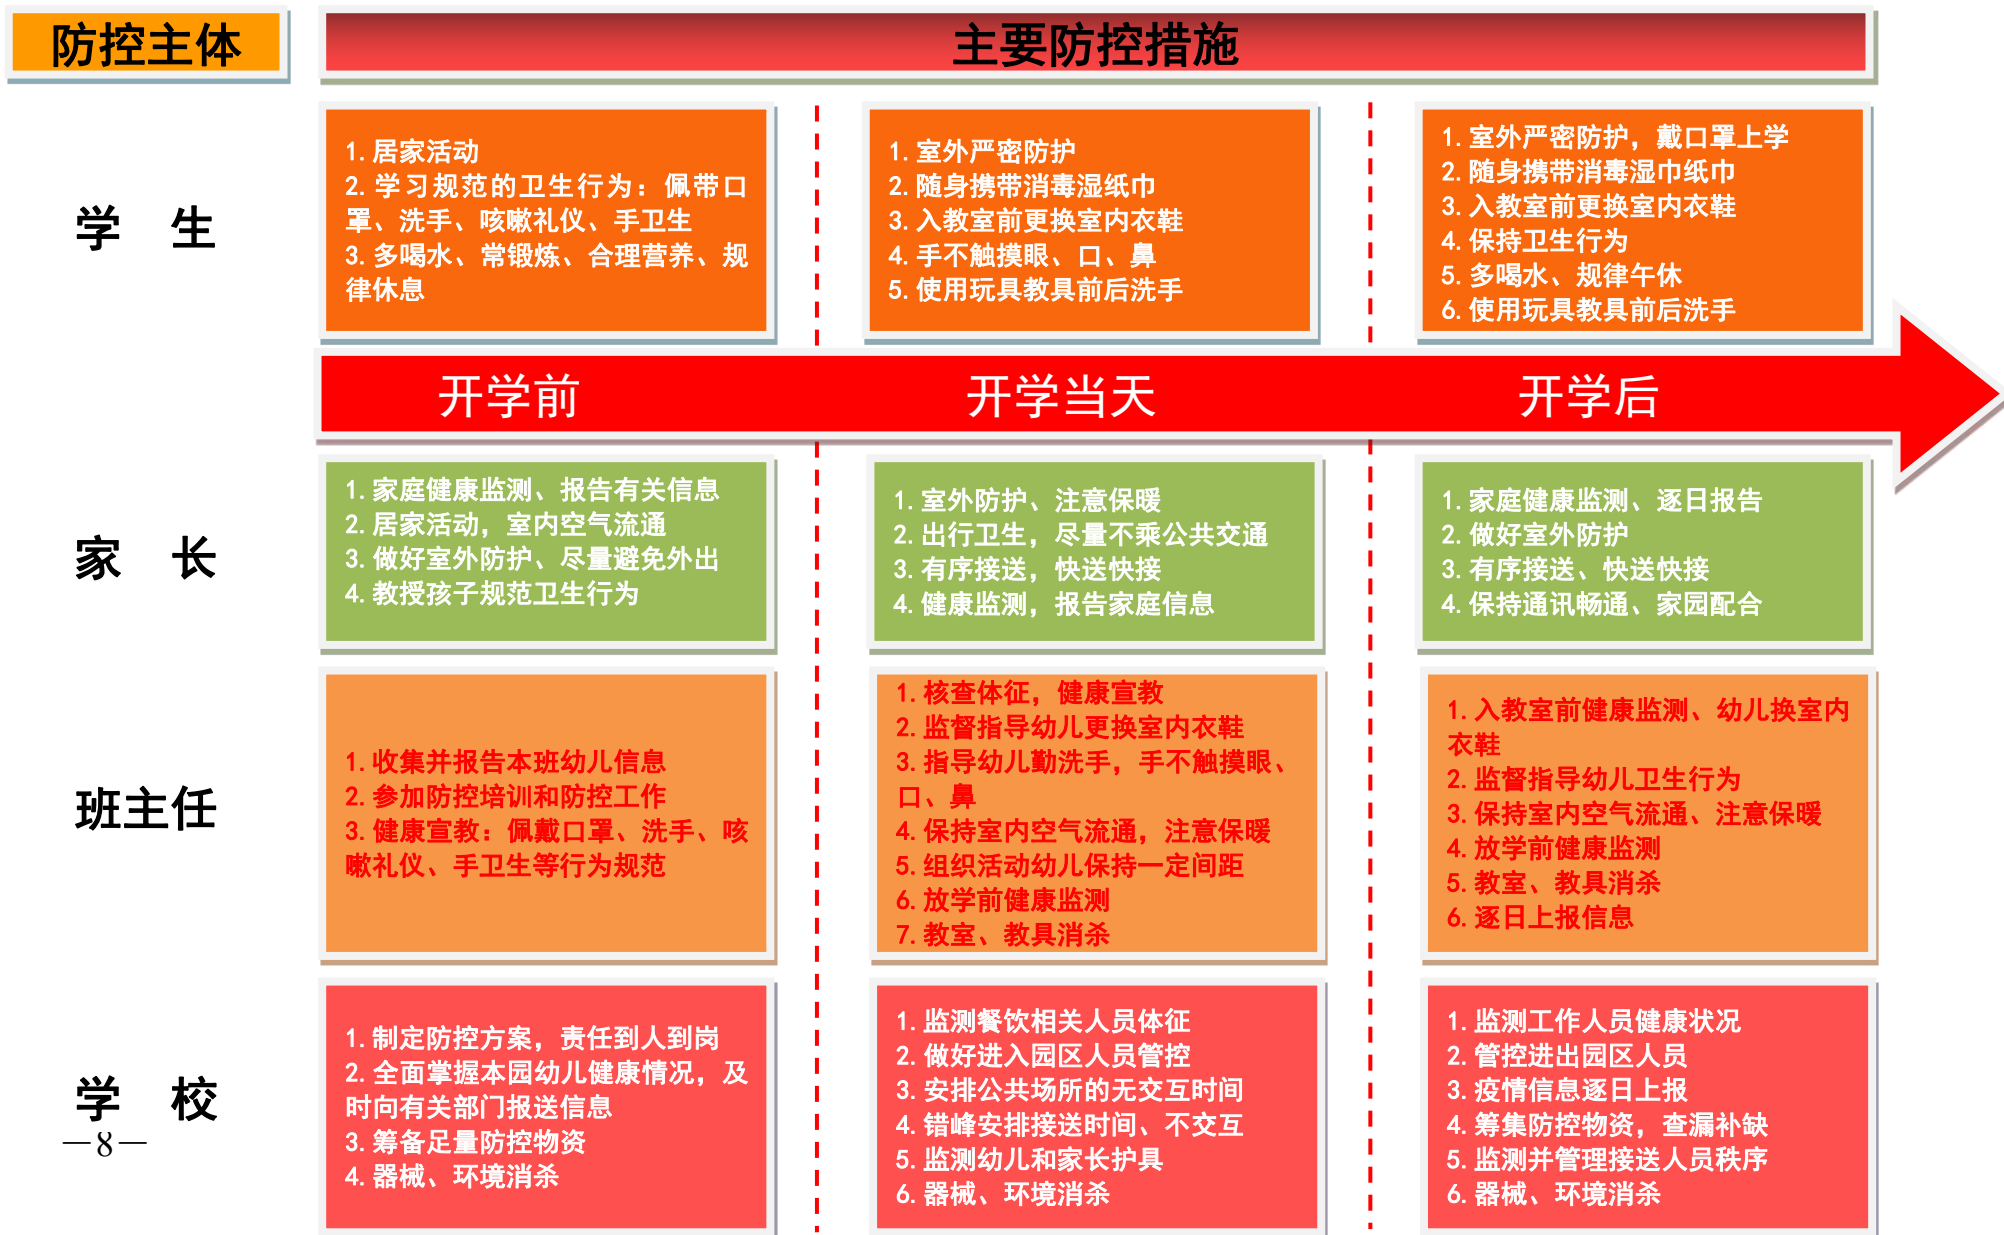 防控主体
主要防控措施
学 生
1.居家活动
2.学习规范的卫生行为：佩带口
罩、洗手、咳嗽礼仪、手卫生
3.多喝水、常锻炼、合理营养、规
律休息
1.室外严密防护
2.随身携带消毒湿纸巾
3.入教室前更换室内衣鞋
4.手不触摸眼、口、鼻
5.使用玩具教具前后洗手
1.室外严密防护，戴口罩上学
2.随身携带消毒湿巾纸巾
3.入教室前更换室内衣鞋
4.保持卫生行为
5.多喝水、规律午休
6.使用玩具教具前后洗手
开学前
开学当天
开学后
家 长
1.家庭健康监测、报告有关信息
2.居家活动，室内空气流通
3.做好室外防护、尽量避免外出
4.教授孩子规范卫生行为
1.室外防护、注意保暖
2.出行卫生，尽量不乘公共交通
3.有序接送，快送快接
4.健康监测，报告家庭信息
1.家庭健康监测、逐日报告
2.做好室外防护
3.有序接送、快送快接
4.保持通讯畅通、家园配合
班主任
1.收集并报告本班幼儿信息
2.参加防控培训和防控工作
3.健康宣教：佩戴口罩、洗手、咳
嗽礼仪、手卫生等行为规范
1.核查体征，健康宣教
2.监督指导幼儿更换室内衣鞋
3.指导幼儿勤洗手，手不触摸眼、
口、鼻
4.保持室内空气流通，注意保暖
5.组织活动幼儿保持一定间距
6.放学前健康监测
7.教室、教具消杀
1.入教室前健康监测、幼儿换室内
衣鞋
2.监督指导幼儿卫生行为
3.保持室内空气流通、注意保暖
4.放学前健康监测
5.教室、教具消杀
6.逐日上报信息
学 校
1.制定防控方案，责任到人到岗
2.全面掌握本园幼儿健康情况，及
时向有关部门报送信息
3.筹备足量防控物资
4.器械、环境消杀
1.监测餐饮相关人员体征
2.做好进入园区人员管控
3.安排公共场所的无交互时间
4.错峰安排接送时间、不交互
5.监测幼儿和家长护具
6.器械、环境消杀
1.监测工作人员健康状况
2.管控进出园区人员
3.疫情信息逐日上报
4.筹集防控物资，查漏补缺
5.监测并管理接送人员秩序
6.器械、环境消杀
—8—